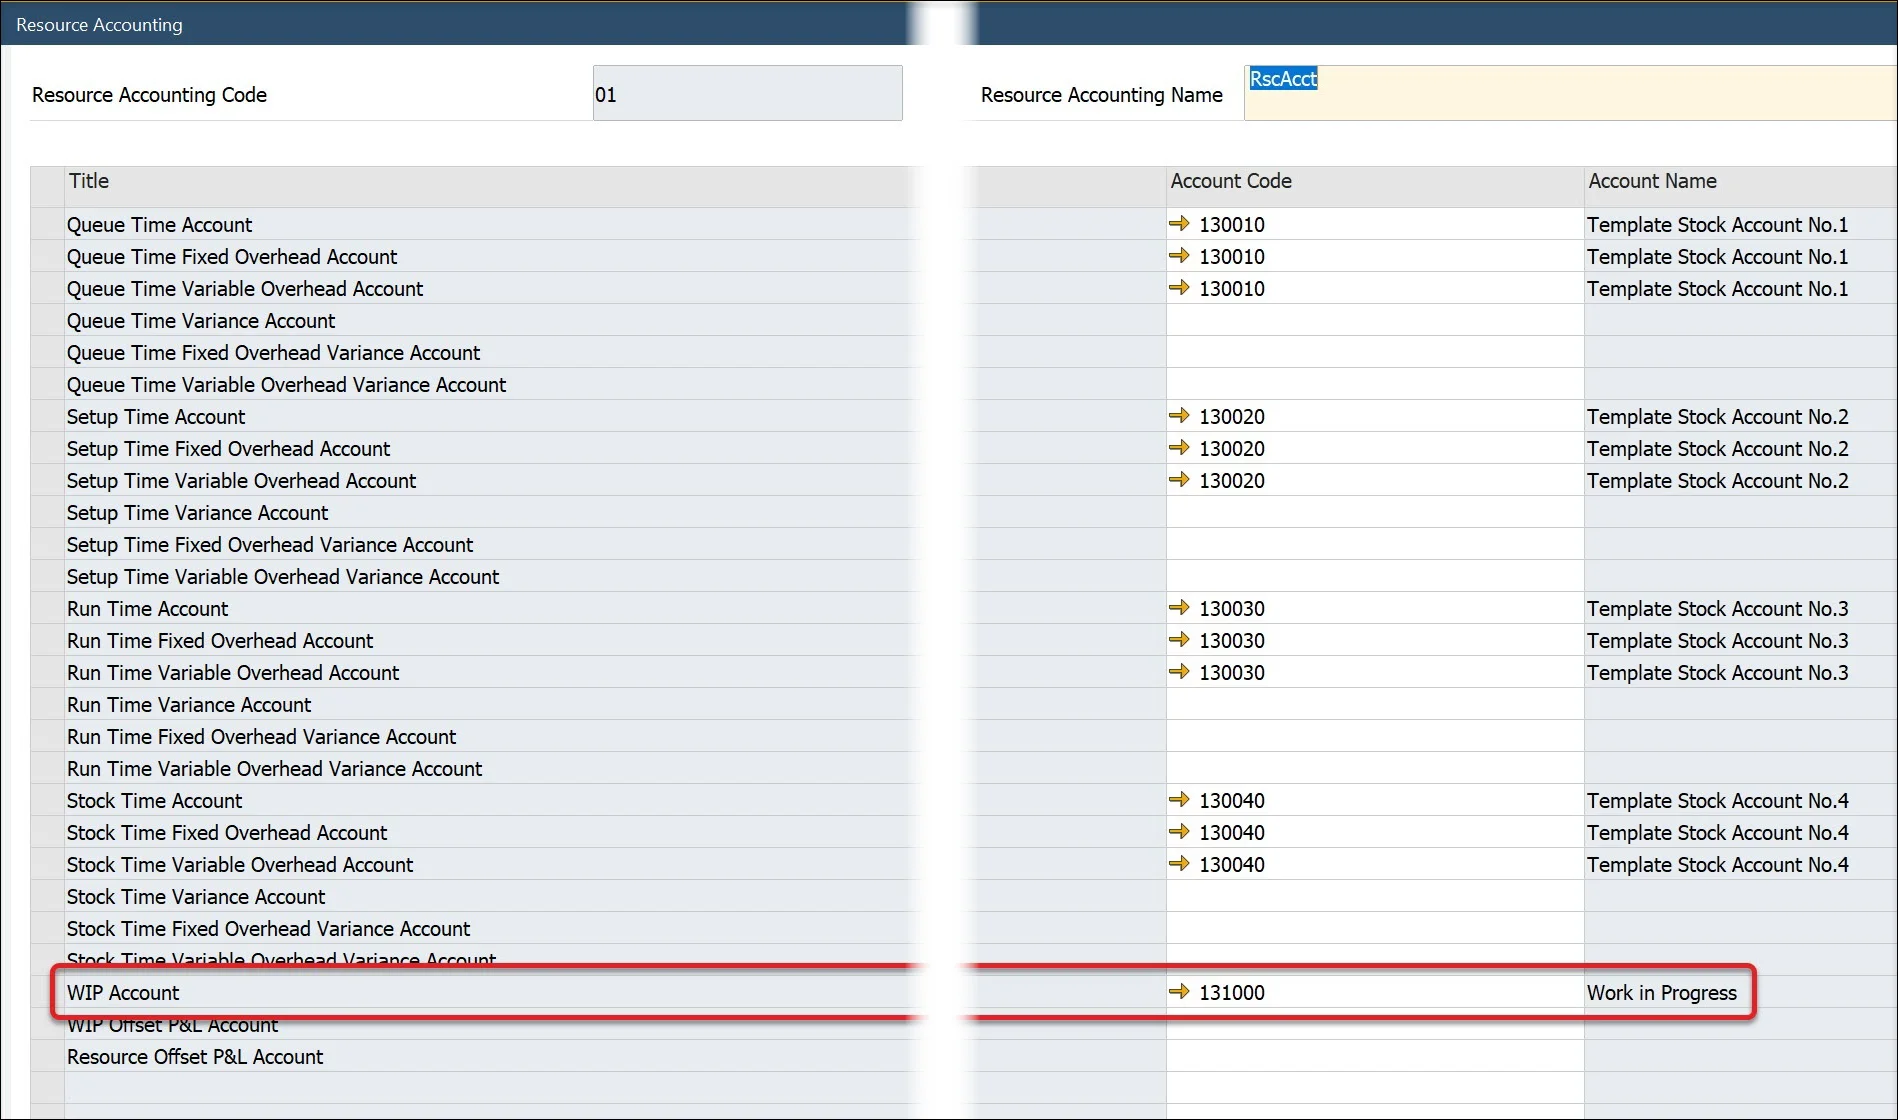 Resource Accounting
Resource Accounting Code 01 Resource Accounting Name RscAcct
Title Account Code Account Name
Queue Time Account 130010 Template Stock Account No.1
Queue Time Fixed Overhead Account 130010 Template Stock Account No.1
Queue Time Variable Overhead Account 130010 Template Stock Account No.1
Queue Time Variance Account
Queue Time Fixed Overhead Variance Account
Queue Time Variable Overhead Variance Account
Setup Time Account 130020 Template Stock Account No.2
Setup Time Fixed Overhead Account 130020 Template Stock Account No.2
Setup Time Variable Overhead Account 130020 Template Stock Account No.2
Setup Time Variance Account
Setup Time Fixed Overhead Variance Account
Setup Time Variable Overhead Variance Account
Run Time Account 130030 Template Stock Account No.3
Run Time Fixed Overhead Account 130030 Template Stock Account No.3
Run Time Variable Overhead Account 130030 Template Stock Account No.3
Run Time Variance Account
Run Time Fixed Overhead Variance Account
Run Time Variable Overhead Variance Account
Stock Time Account 130040 Template Stock Account No.4
Stock Time Fixed Overhead Account 130040 Template Stock Account No.4
Stock Time Variable Overhead Account 130040 Template Stock Account No.4
Stock Time Variance Account
Stock Time Fixed Overhead Variance Account
Stock Time Variable Overhead Variance Account
WIP Account 131000 Work in Progress
WIP Offset P&L Account
Resource Offset P&L Account